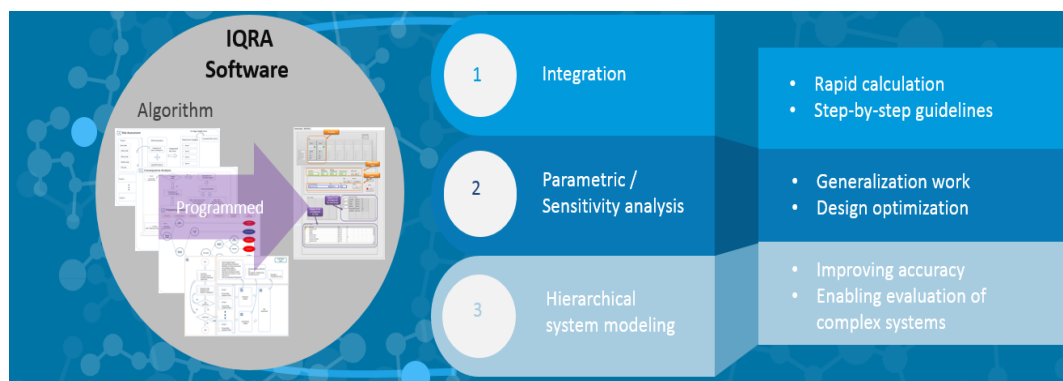 IQRA
Software
Algorithm
Programmed
1
Integration
• Rapid calculation
• Step-by-step guidelines
2
Parametric /
Sensitivity analysis
• Generalization work
• Design optimization
3
Hierarchical
system modeling
• Improving accuracy
• Enabling evaluation of
complex systems